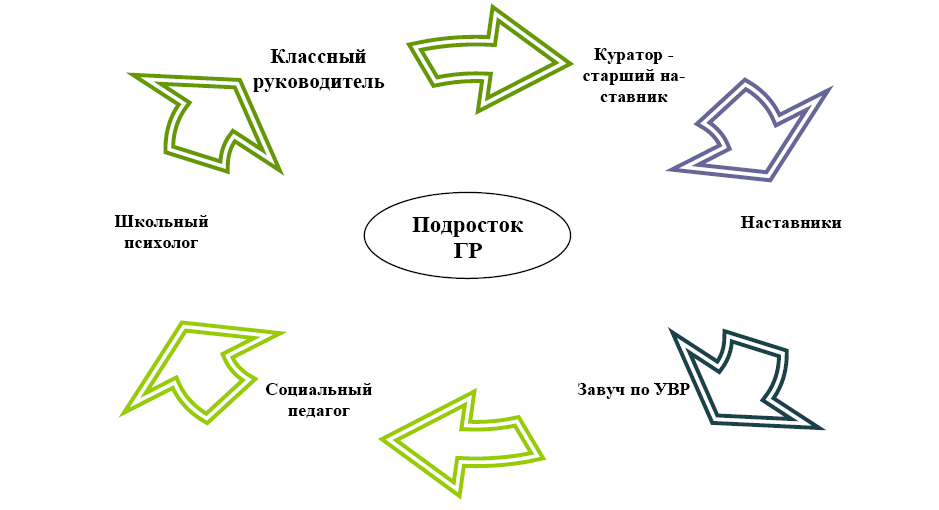 Классный
руководитель
Куратор -
старший на-
ставник
Школьный
психолог
Подросток
ГР
Наставники
Социальный
педагог
Завуч по УВР